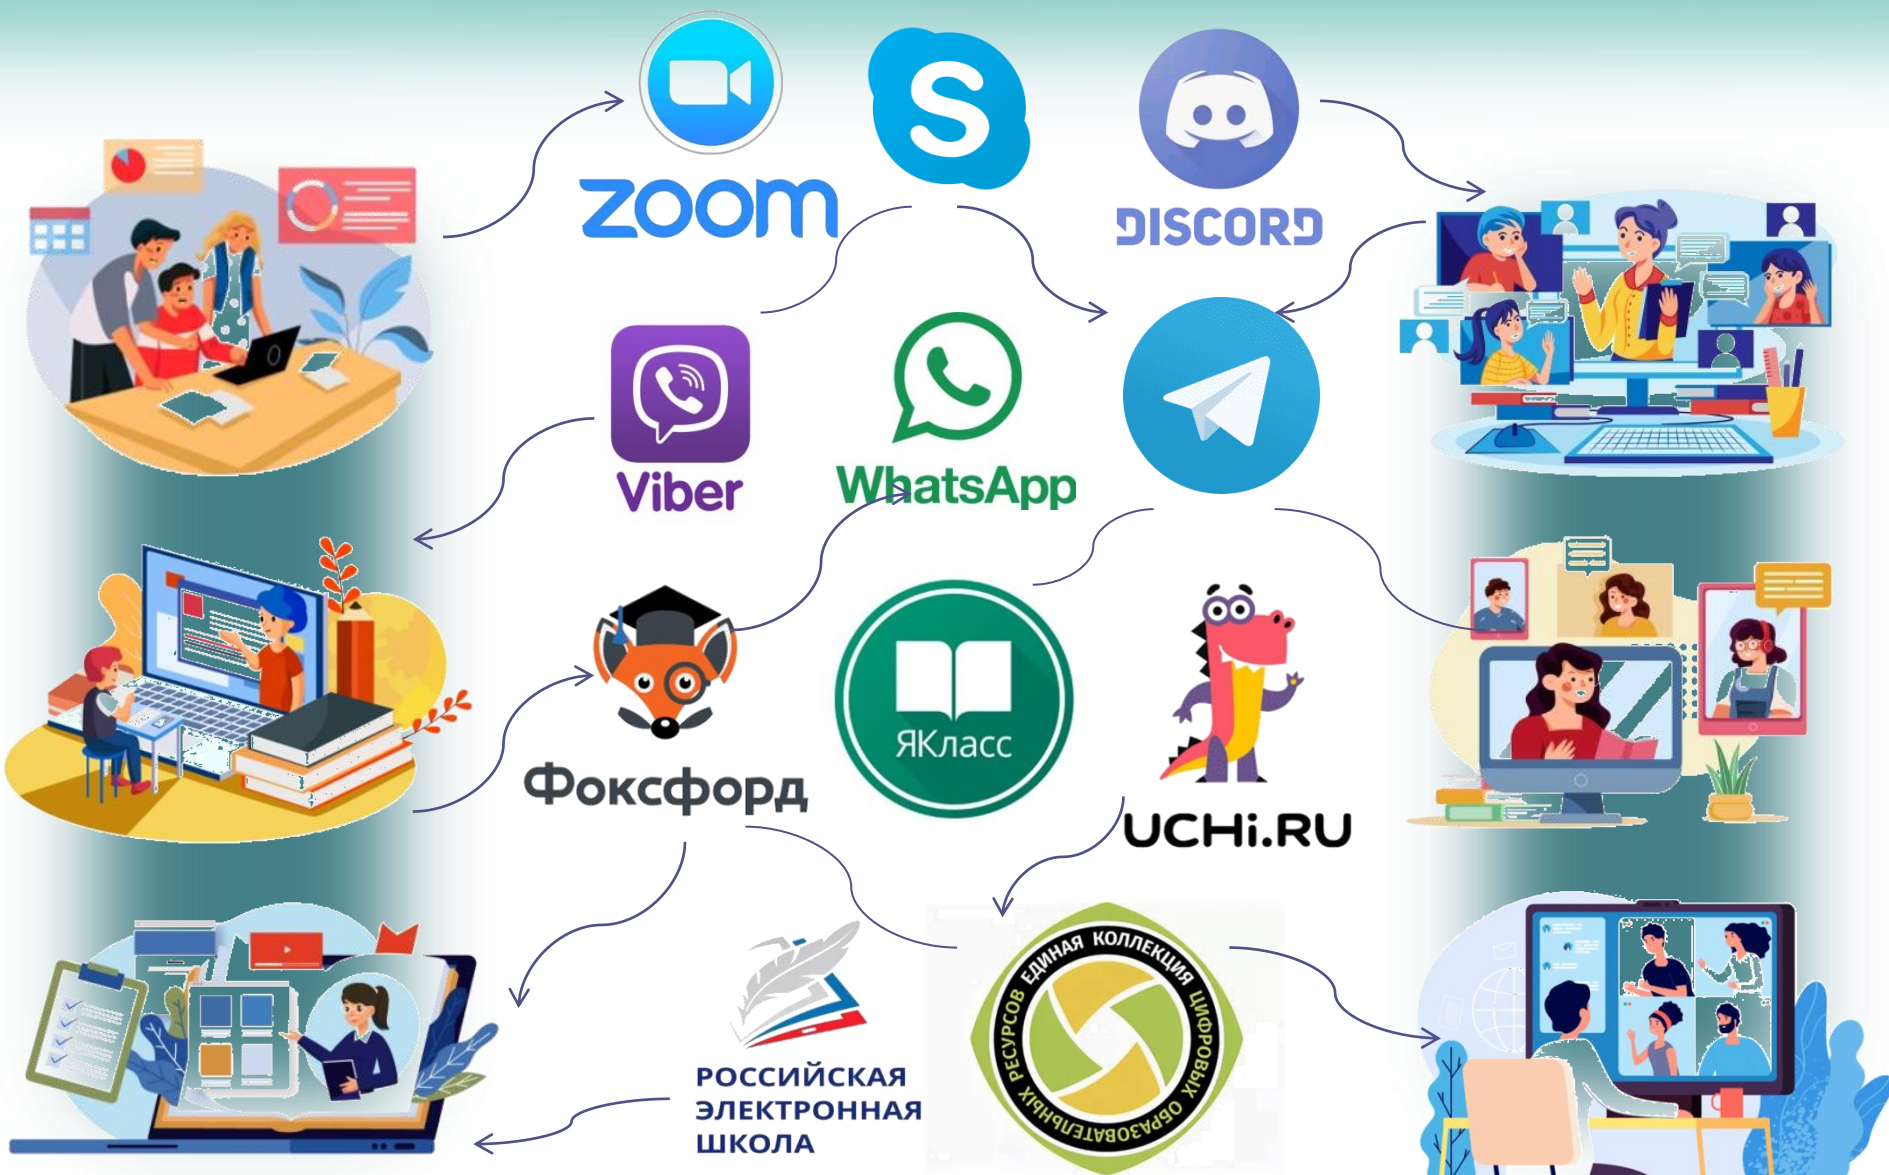 zoom
S
DISCORD
Viber
WhatsApp
Фоксфорд
ЯКласс
UCHi.RU
РОССИЙСКАЯ
ЭЛЕКТРОННАЯ
ШКОЛА
ЕДИНАЯ КОЛЛЕКЦИЯ ЦИФРОВЫХ ОБРАЗОВАТЕЛЬНЫХ РЕСУРСОВ